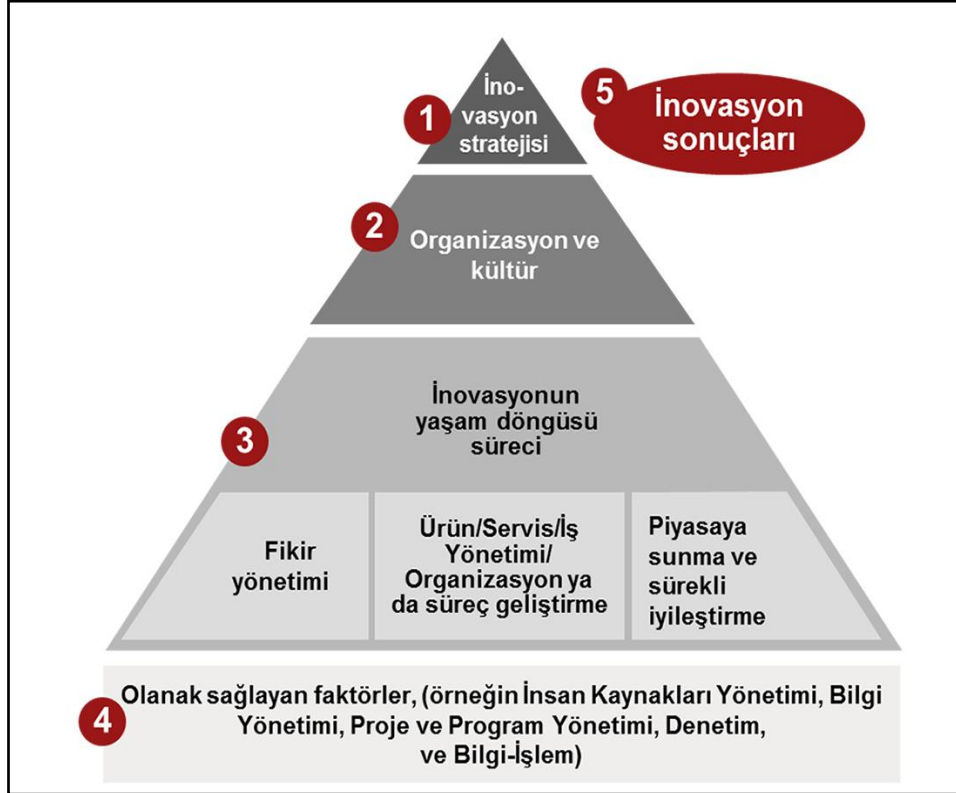 1
İno-
vasyon
stratejisi
5
İnovasyon
sonuçları
2
Organizasyon ve
kültür
3
İnovasyonun
yaşam döngüsü
süreci
Fikir
yönetimi
Ürün/Servis/İş
Yönetimi/
Organizasyon ya
da süreç geliştirme
Piyasaya
sunma ve
sürekli
iyileştirme
4
Olanak sağlayan faktörler, (örneğin İnsan Kaynakları Yönetimi, Bilgi
Yönetimi, Proje ve Program Yönetimi, Denetim,
ve Bilgi-İşlem)